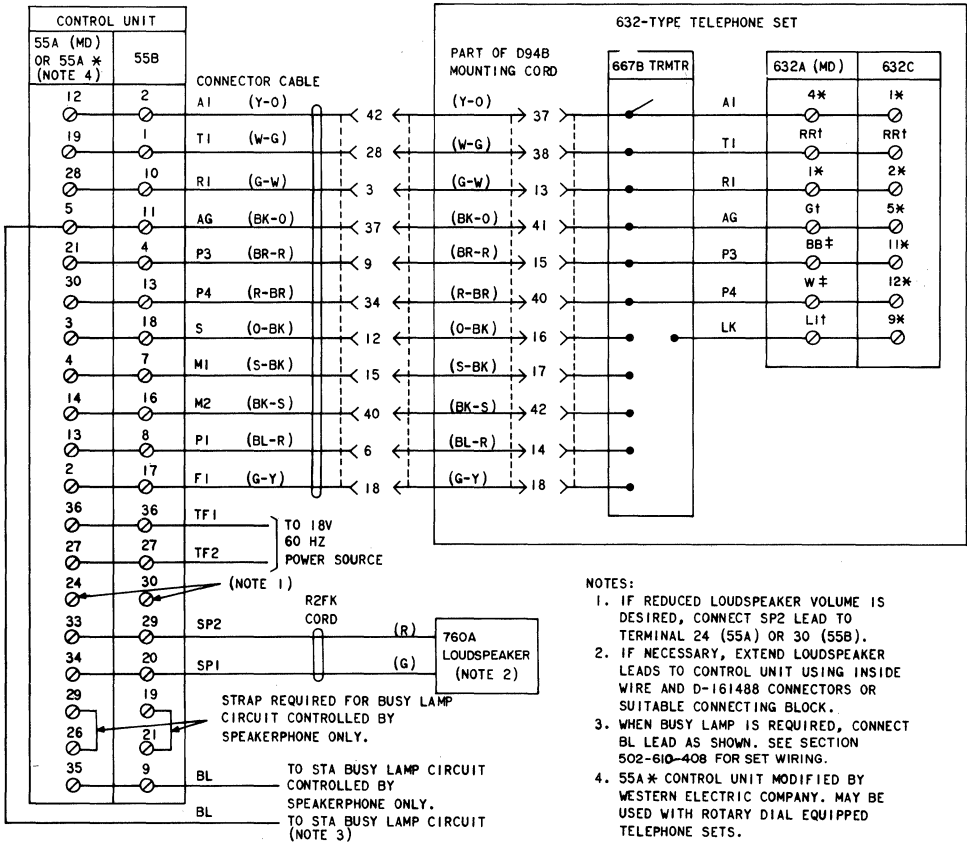 CONTROL UNIT
55A (MD)
OR 55A *
(NOTE 4)
55B
CONNECTOR CABLE
632-TYPE TELEPHONE SET
PART OF D94B
MOUNTING CORD
667B TRMTR
632A (MD)
632C
12 2 A1 (Y-O) 42 (Y-O) 37 A1 4* 1*
19 1 T1 (W-G) 28 (W-G) 38 T1 RR† RR†
28 10 R1 (G-W) 3 (G-W) 13 R1 1* 2*
5 11 AG (BK-O) 37 (BK-O) 41 AG G† 5*
21 4 P3 (BR-R) 9 (BR-R) 15 P3 BB‡ 11*
30 13 P4 (R-BR) 34 (R-BR) 40 P4 W‡ 12*
3 18 S (O-BK) 12 (O-BK) 16 LK L1† 9*
4 7 M1 (S-BK) 15 (S-BK) 17
14 16 M2 (BK-S) 40 (BK-S) 42
13 8 P1 (BL-R) 6 (BL-R) 14
2 17 F1 (G-Y) 18 (G-Y) 18
36 36 TF1
TO 18V
60 HZ
POWER SOURCE
27 27 TF2
24 30 (NOTE 1)
R2FK
CORD
33 29 SP2 (R)
34 20 SP1 (G)
760A
LOUDSPEAKER
(NOTE 2)
29 19
26 21
STRAP REQUIRED FOR BUSY LAMP
CIRCUIT CONTROLLED BY
SPEAKERPHONE ONLY.
35 9 BL
TO STA BUSY LAMP CIRCUIT
CONTROLLED BY
SPEAKERPHONE ONLY.
BL
TO STA BUSY LAMP CIRCUIT
(NOTE 3)
NOTES:
1. IF REDUCED LOUDSPEAKER VOLUME IS
DESIRED, CONNECT SP2 LEAD TO
TERMINAL 24 (55A) OR 30 (55B).
2. IF NECESSARY, EXTEND LOUDSPEAKER
LEADS TO CONTROL UNIT USING INSIDE
WIRE AND D-161488 CONNECTORS OR
SUITABLE CONNECTING BLOCK.
3. WHEN BUSY LAMP IS REQUIRED, CONNECT
BL LEAD AS SHOWN. SEE SECTION
502-610-408 FOR SET WIRING.
4. 55A* CONTROL UNIT MODIFIED BY
WESTERN ELECTRIC COMPANY. MAY BE
USED WITH ROTARY DIAL EQUIPPED
TELEPHONE SETS.